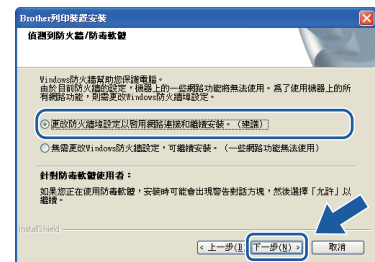 Brother列印裝置安裝
偵測到防火牆/防毒軟體
Windows防火牆幫助您保護電腦。
由於目前防火牆的設定，機器上的一些網路功能將無法使用。爲了使用機器上的所
有網路功能，則需更改Windows防火牆埠設定。
更改防火牆埠設定以啓用網路連接和繼續安裝。（建議）
無需更改Windows防火牆設定，可繼續安裝。（一些網路功能無法使用）
針對防毒軟體使用者：
如果您正在使用防毒軟體，安裝時可能會出現警告對話方塊，然後選擇「允許」以
繼續。
InstallShield
< 上一步(B)
下一步(N) >
取消